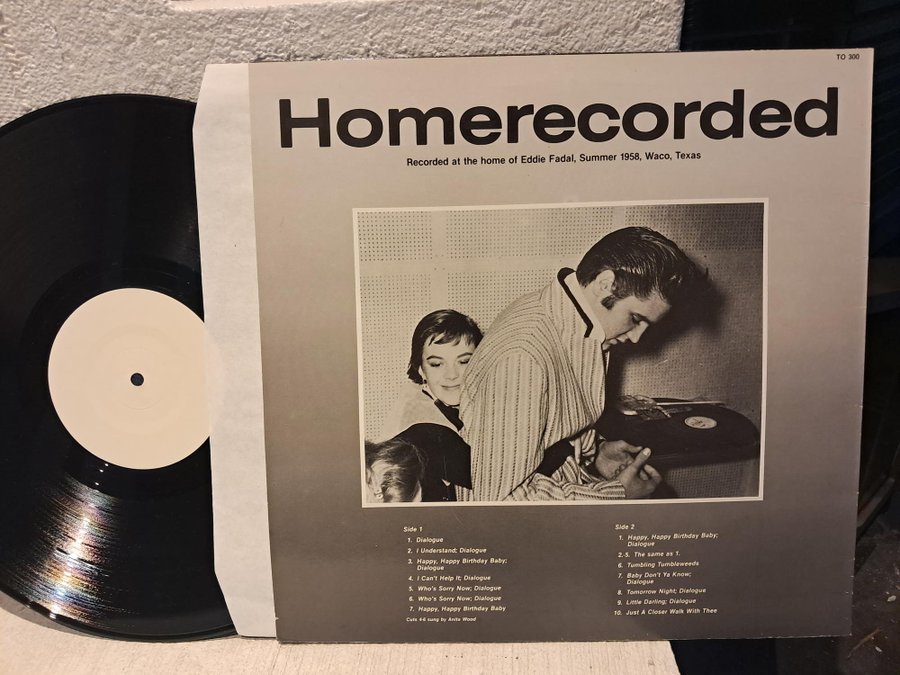 TO 300
Homerecorded
Recorded at the home of Eddie Fadal, Summer 1958, Waco, Texas
Side 1
1. Dialogue
2. I Understand; Dialogue
3. Happy, Happy Birthday Baby;
Dialogue
4. I Can't Help It; Dialogue
5. Who's Sorry Now; Dialogue
6. Who's Sorry Now; Dialogue
7. Happy, Happy Birthday Baby
Cuts 4-6 sung by Anita Wood
Side 2
1. Happy, Happy Birthday Baby;
Dialogue
2.-5. The same as 1.
6. Tumbling Tumbleweeds
7. Baby Don't Ya Know;
Dialogue
8. Tomorrow Night; Dialogue
9. Little Darling; Dialogue
10. Just A Closer Walk With Thee